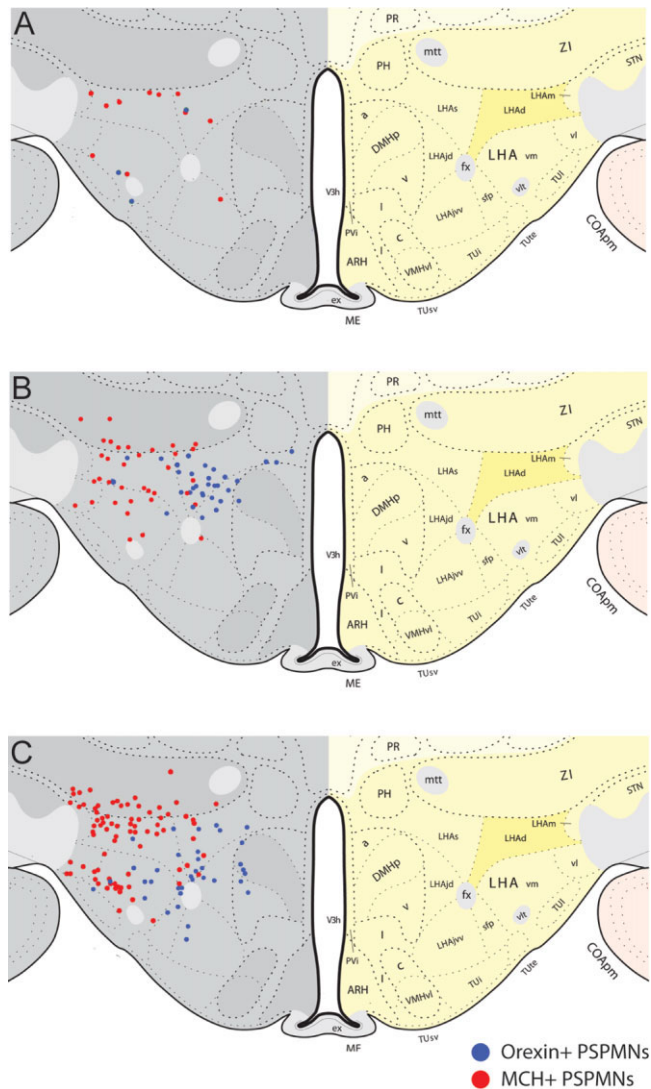 A
PR
ZI
mtt
PH
STN
LHAm
LHAs
LHAd
a
DMHp
vl
LHAjd
LHA
vm
fx
V3h
v
TUl
sfp
vlt
l
LHAjvv
PVi
C
COApm
TUte
ARH
l
TUi
VMHvl
ex
TUsv
ME
B
PR
ZI
mtt
PH
STN
LHAm
LHAs
LHAd
a
DMHp
vl
LHAjd
LHA
vm
fx
V3h
v
TUl
sfp
vlt
l
LHAjvv
PVi
C
COApm
TUte
ARH
l
TUi
VMHvl
ex
TUsv
ME
C
PR
ZI
mtt
PH
STN
LHAm
LHAs
LHAd
a
DMHp
vl
LHAjd
LHA
vm
fx
V3h
v
TUl
sfp
vlt
l
LHAjvv
PVi
C
COApm
TUte
ARH
l
TUi
VMHvl
ex
TUsv
ME
Orexin+ PSPMNs
MCH+ PSPMNs